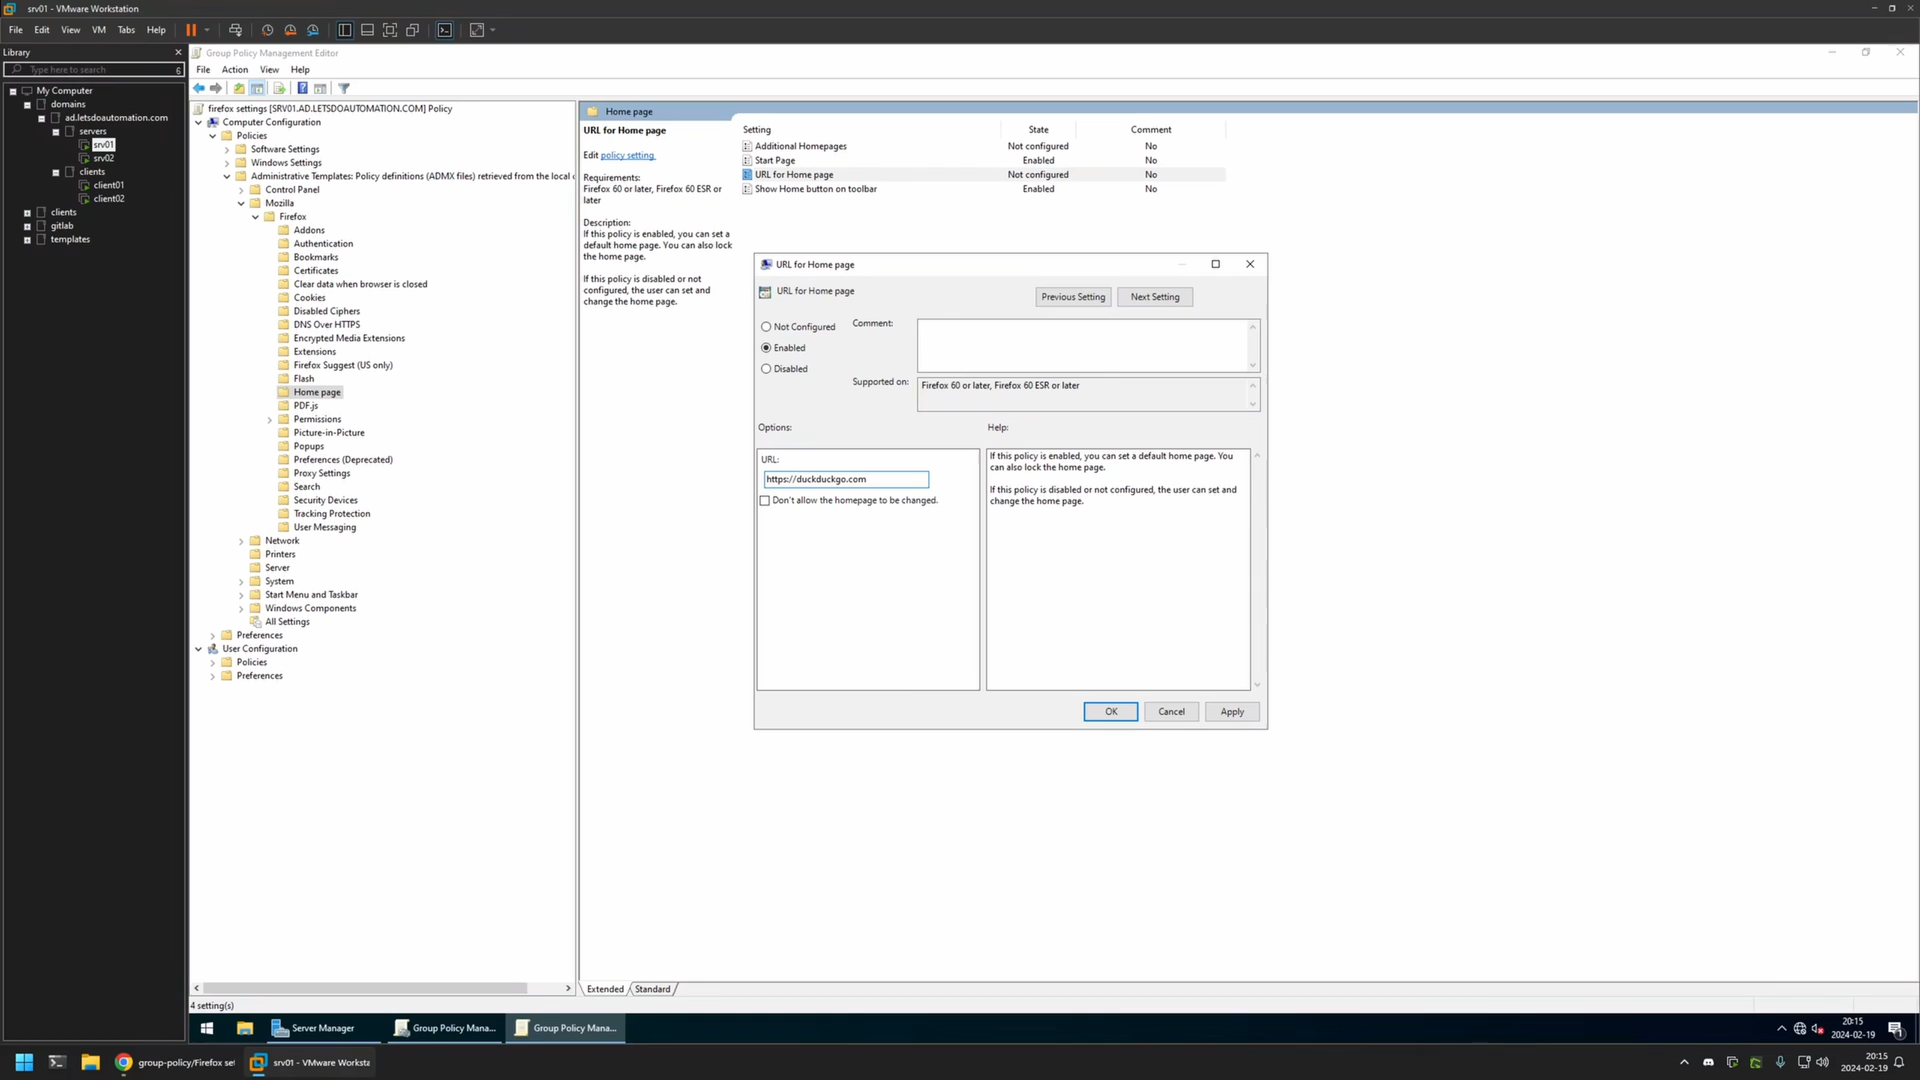 srv01 - VMware Workstation
File Edit View VM Tabs Help
Library
Type here to search
My Computer
domains
ad.letsdoautomation.com
servers
srv01
srv02
clients
client01
client02
clients
gitlab
templates
Group Policy Management Editor
File Action View Help
firefox settings [SRV01.AD.LETSDOAUTOMATION.COM] Policy
Computer Configuration
Policies
Software Settings
Windows Settings
Administrative Templates: Policy definitions (ADMX files) retrieved from the local c
Control Panel
Mozilla
Firefox
Addons
Authentication
Bookmarks
Certificates
Clear data when browser is closed
Cookies
Disabled Ciphers
DNS Over HTTPS
Encrypted Media Extensions
Extensions
Firefox Suggest (US only)
Flash
Home page
PDF.js
Permissions
Picture-in-Picture
Popups
Preferences (Deprecated)
Proxy Settings
Search
Security Devices
Tracking Protection
User Messaging
Network
Printers
Server
System
Start Menu and Taskbar
Windows Components
All Settings
Preferences
User Configuration
Policies
Preferences
Home page
URL for Home page
Edit policy setting
Requirements:
Firefox 60 or later, Firefox 60 ESR or
later
Description:
If this policy is enabled, you can set a
default home page. You can also lock
the home page.
If this policy is disabled or not
configured, the user can set and
change the home page.
Setting State Comment
Additional Homepages Not configured No
Start Page Enabled No
URL for Home page Not configured No
Show Home button on toolbar Enabled No
URL for Home page
URL for Home page
Previous Setting Next Setting
Not Configured
Enabled
Disabled
Comment:
Supported on:
Firefox 60 or later, Firefox 60 ESR or later
Options:
Help:
URL:
https://duckduckgo.com
Don't allow the homepage to be changed.
If this policy is enabled, you can set a default home page. You
can also lock the home page.
If this policy is disabled or not configured, the user can set and
change the home page.
OK Cancel Apply
Extended Standard
4 setting(s)
Server Manager
Group Policy Mana...
Group Policy Mana...
20:15
2024-02-19
group-policy/Firefox set
srv01 - VMware Worksta
20:15
2024-02-19